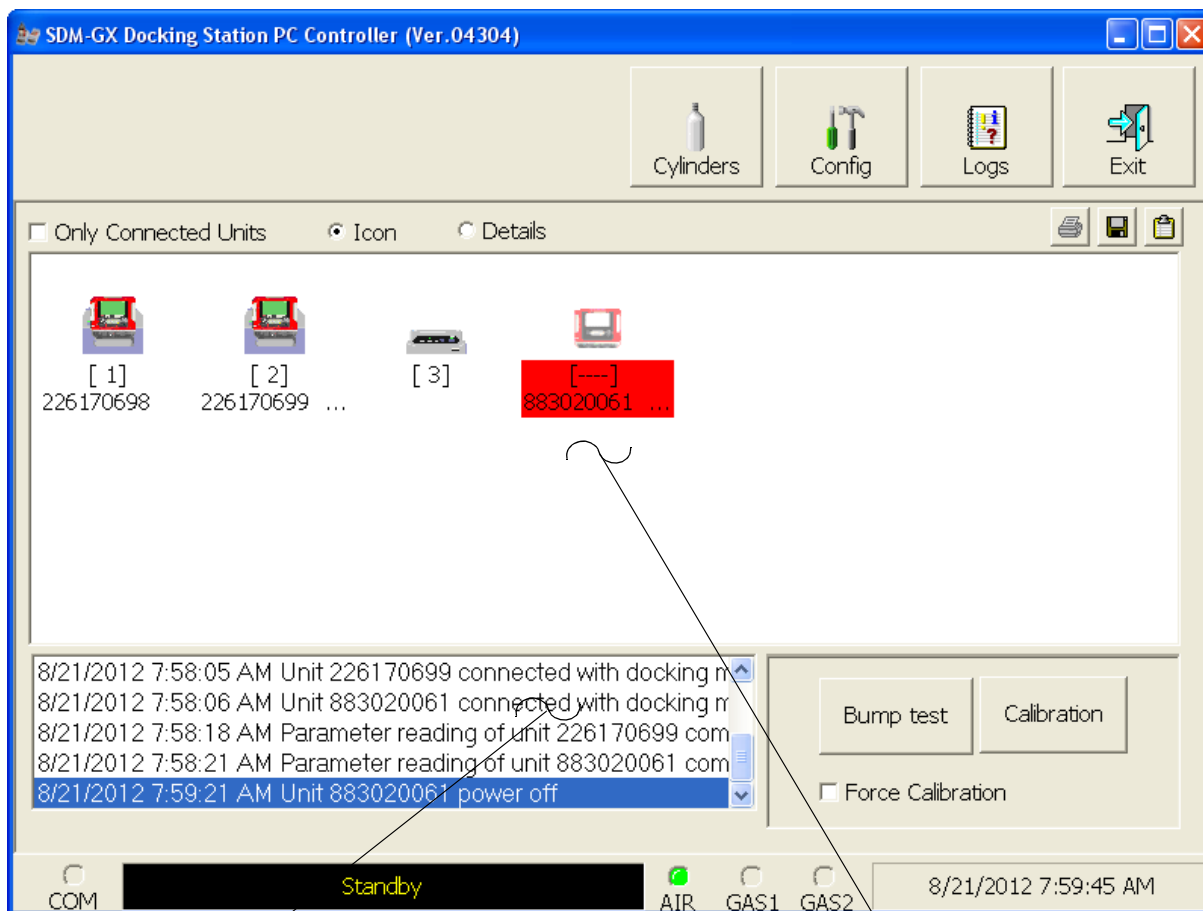 SDM-GX Docking Station PC Controller (Ver.04304)
Cylinders
Config
Logs
Exit
Only Connected Units
Icon
Details
[ 1]
226170698
[ 2]
226170699 ...
[ 3]
[----]
883020061 ...
8/21/2012 7:58:05 AM Unit 226170699 connected with docking m
8/21/2012 7:58:06 AM Unit 883020061 connected with docking m
8/21/2012 7:58:18 AM Parameter reading of unit 226170699 com
8/21/2012 7:58:21 AM Parameter reading of unit 883020061 com
8/21/2012 7:59:21 AM Unit 883020061 power off
Bump test
Calibration
Force Calibration
COM
Standby
AIR
GAS1
GAS2
8/21/2012 7:59:45 AM